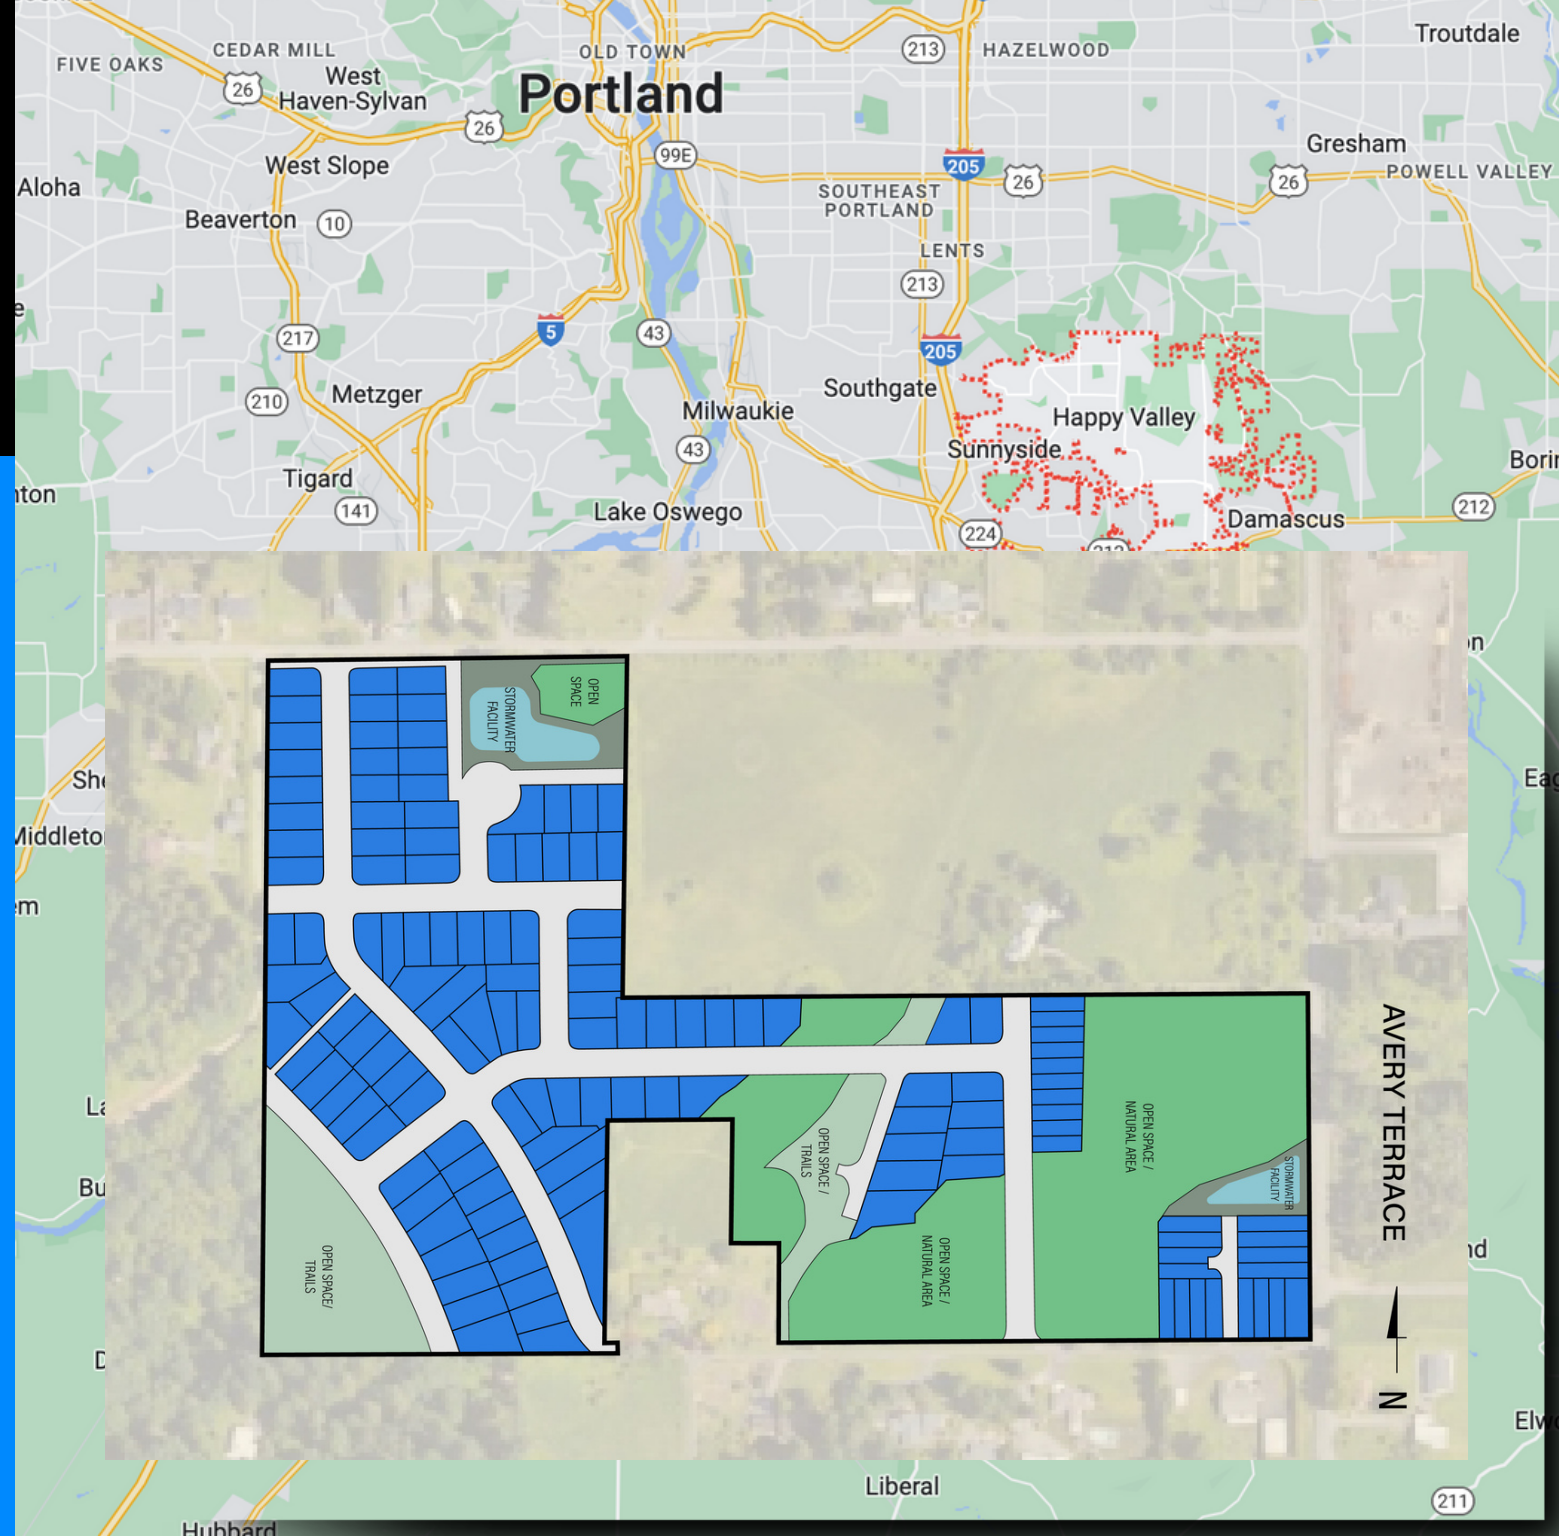 Troutdale
CEDAR MILL
OLD TOWN
213
HAZELWOOD
FIVE OAKS
West
Haven-Sylvan
26
Portland
26
Gresham
99E
West Slope
205
SOUTHEAST
PORTLAND
26
26
POWELL VALLEY
Aloha
Beaverton
10
LENTS
213
5
43
217
205
Metzger
210
Southgate
Milwaukie
Happy Valley
43
Sunnyside
Tigard
141
Lake Oswego
212
Damascus
224
212
OPEN
SPACE
STORMWATER
FACILITY
AVERY TERRACE
OPEN SPACE /
NATURAL AREA
OPEN SPACE /
TRAILS
STORMWATER
FACILITY
OPEN SPACE /
NATURAL AREA
OPEN SPACE/
TRAILS
N
Liberal
211
Hubbard